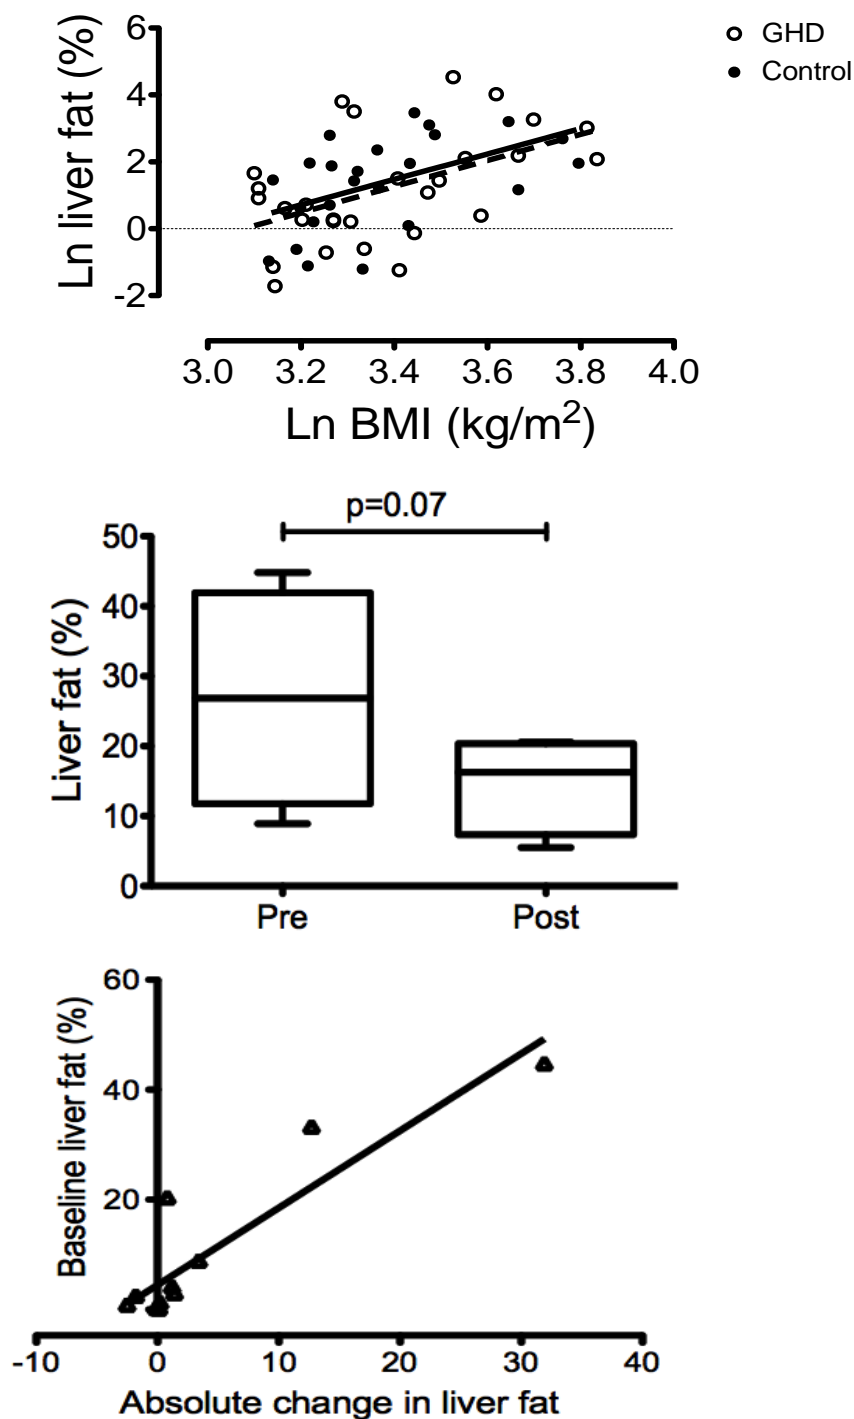 6
4
2
0
-2
Ln liver fat (%)
GHD
Control
3.0 3.2 3.4 3.6 3.8 4.0
Ln BMI (kg/m²)
p=0.07
50
40
30
20
10
0
Liver fat (%)
Pre Post
60
40
20
Baseline liver fat (%)
-10 0 10 20 30 40
Absolute change in liver fat